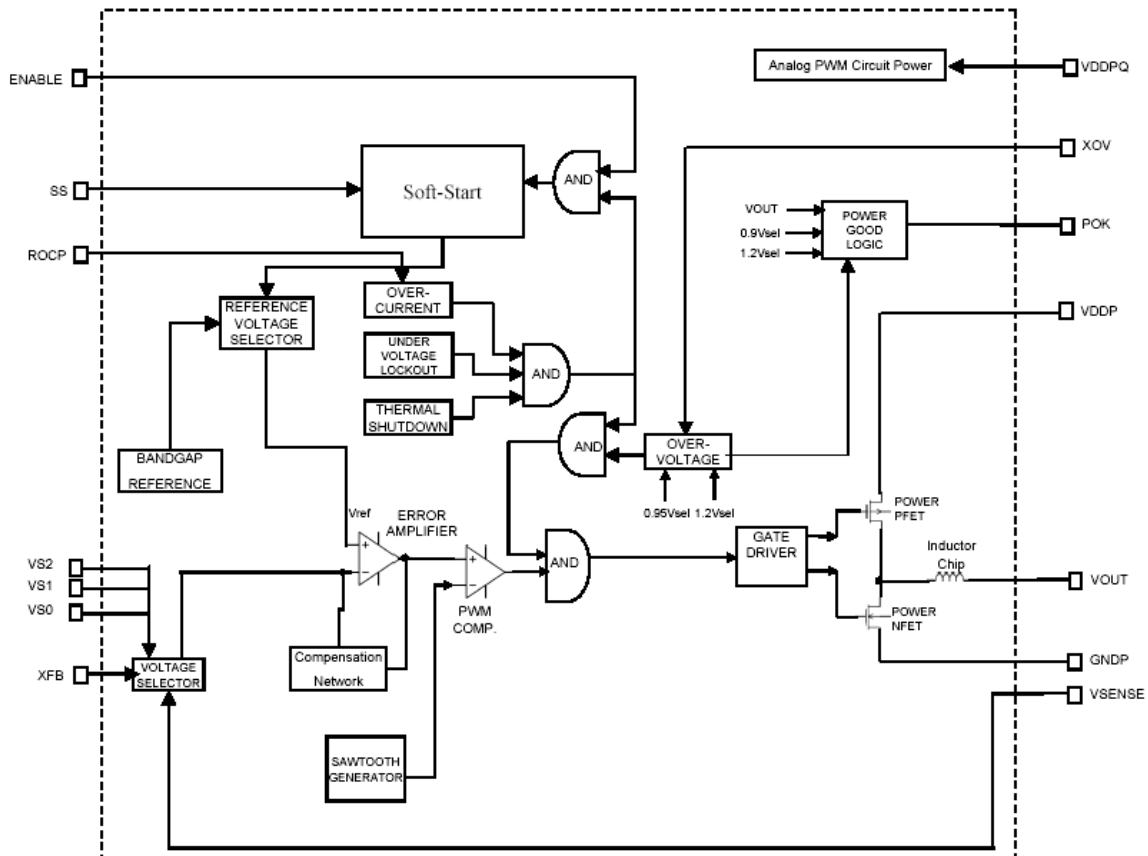 ENABLE
Analog PWM Circuit Power
VDDPQ
XOV
AND
SS
Soft-Start
VOUT
0.9Vsel
1.2Vsel
POWER
GOOD
LOGIC
POK
ROCP
OVER-
CURRENT
REFERENCE
VOLTAGE
SELECTOR
VDDP
UNDER
VOLTAGE
LOCKOUT
AND
THERMAL
SHUTDOWN
AND
OVER-
VOLTAGE
BANDGAP
REFERENCE
0.95Vsel
1.2Vsel
Vref
ERROR
AMPLIFIER
+
−
POWER
PFET
GATE
DRIVER
Inductor
Chip
AND
+
−
PWM
COMP.
VS2
VS1
VS0
VOUT
POWER
NFET
XFB
VOLTAGE
SELECTOR
Compensation
Network
GNDP
VSENSE
SAWTOOTH
GENERATOR